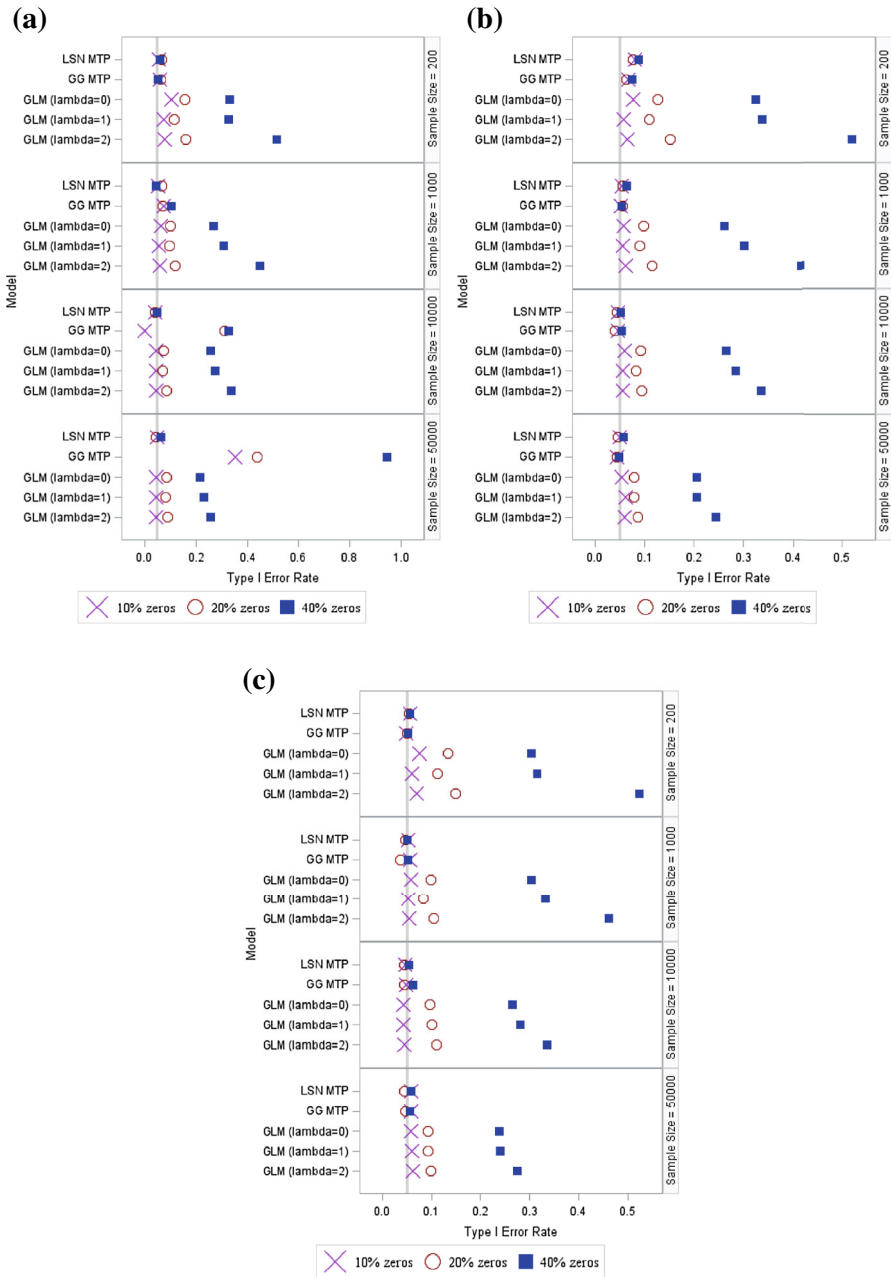 (a)
LSN MTP
GG MTP
GLM (lambda=0)
GLM (lambda=1)
GLM (lambda=2)
Sample Size = 200
LSN MTP
GG MTP
GLM (lambda=0)
GLM (lambda=1)
GLM (lambda=2)
Sample Size = 1000
Model
LSN MTP
GG MTP
GLM (lambda=0)
GLM (lambda=1)
GLM (lambda=2)
Sample Size = 10000
LSN MTP
GG MTP
GLM (lambda=0)
GLM (lambda=1)
GLM (lambda=2)
Sample Size = 50000
0.0 0.2 0.4 0.6 0.8 1.0
Type I Error Rate
10% zeros 20% zeros 40% zeros
(b)
LSN MTP
GG MTP
GLM (lambda=0)
GLM (lambda=1)
GLM (lambda=2)
Sample Size = 200
LSN MTP
GG MTP
GLM (lambda=0)
GLM (lambda=1)
GLM (lambda=2)
Sample Size = 1000
Model
LSN MTP
GG MTP
GLM (lambda=0)
GLM (lambda=1)
GLM (lambda=2)
Sample Size = 10000
LSN MTP
GG MTP
GLM (lambda=0)
GLM (lambda=1)
GLM (lambda=2)
Sample Size = 50000
0.0 0.1 0.2 0.3 0.4 0.5
Type I Error Rate
10% zeros 20% zeros 40% zeros
(c)
LSN MTP
GG MTP
GLM (lambda=0)
GLM (lambda=1)
GLM (lambda=2)
Sample Size = 200
LSN MTP
GG MTP
GLM (lambda=0)
GLM (lambda=1)
GLM (lambda=2)
Sample Size = 1000
Model
LSN MTP
GG MTP
GLM (lambda=0)
GLM (lambda=1)
GLM (lambda=2)
Sample Size = 10000
LSN MTP
GG MTP
GLM (lambda=0)
GLM (lambda=1)
GLM (lambda=2)
Sample Size = 50000
0.0 0.1 0.2 0.3 0.4 0.5
Type I Error Rate
10% zeros 20% zeros 40% zeros